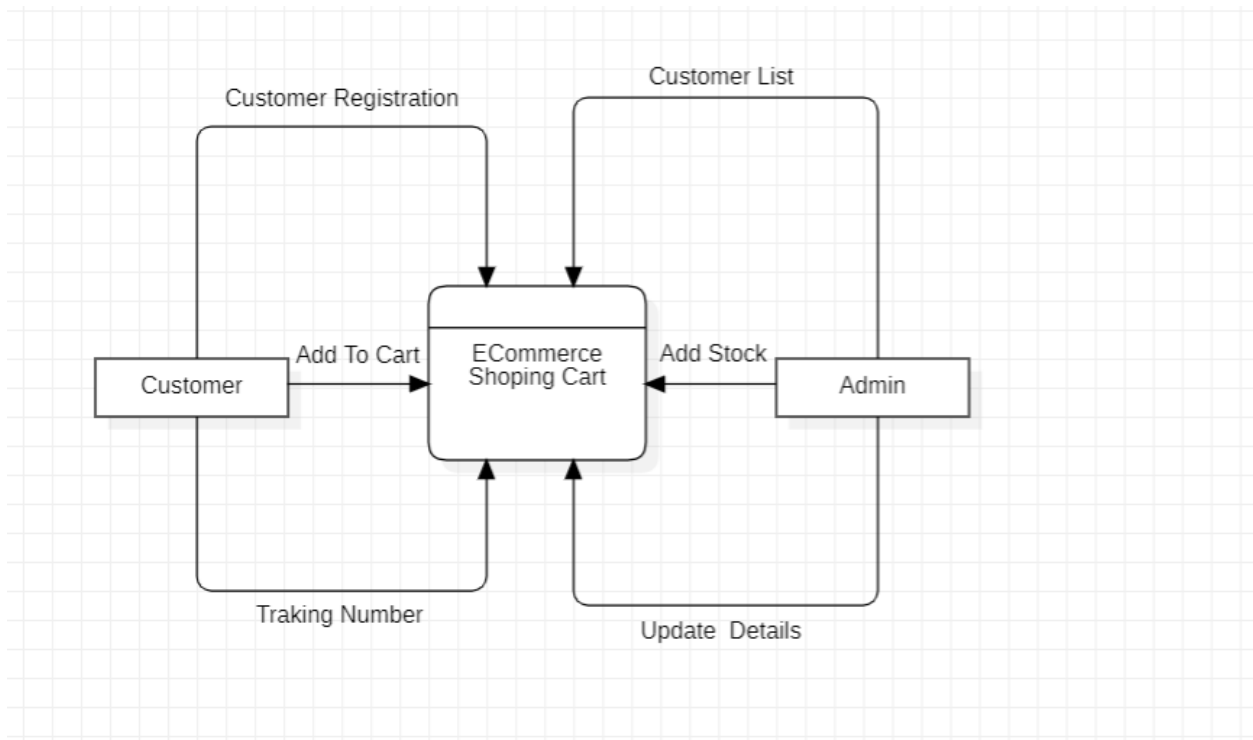 Customer List
Customer Registration
Add To Cart
ECommerce
Shoping Cart
Add Stock
Customer
Admin
Traking Number
Update  Details